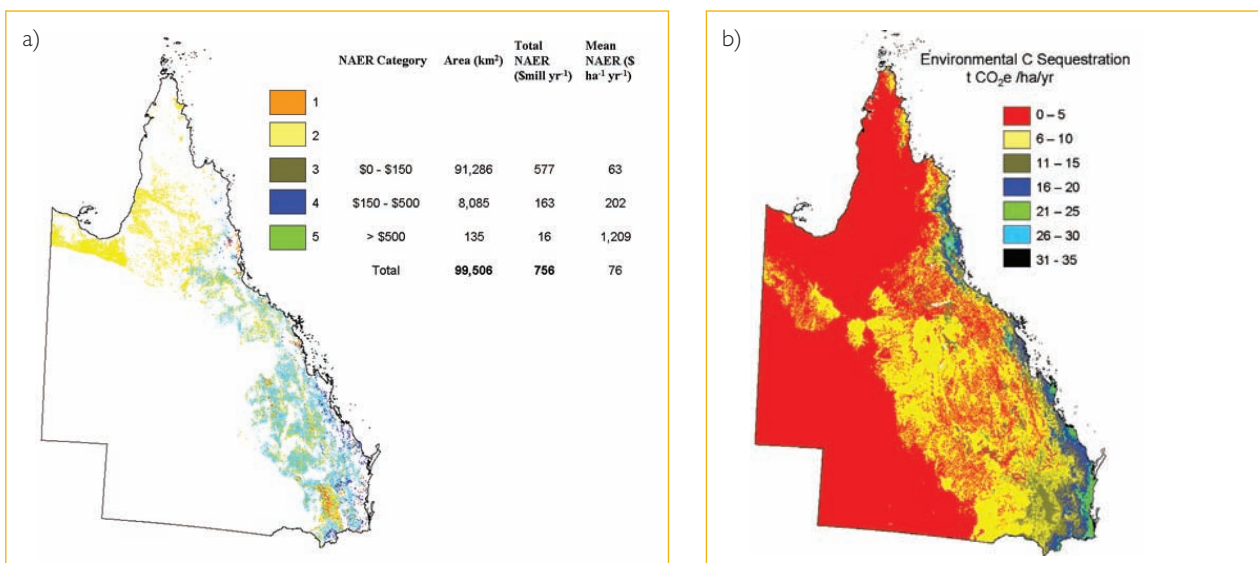 a)
NAER Category Area (km²) Total NAER ($mill yr⁻¹) Mean NAER ($ ha⁻¹ yr⁻¹)
1
2
3 $0 - $150 91,286 577 63
4 $150 - $500 8,085 163 202
5 > $500 135 16 1,209
Total 99,506 756 76
b)
Environmental C Sequestration
t CO₂e /ha/yr
0 – 5
6 – 10
11 – 15
16 – 20
21 – 25
26 – 30
31 - 35